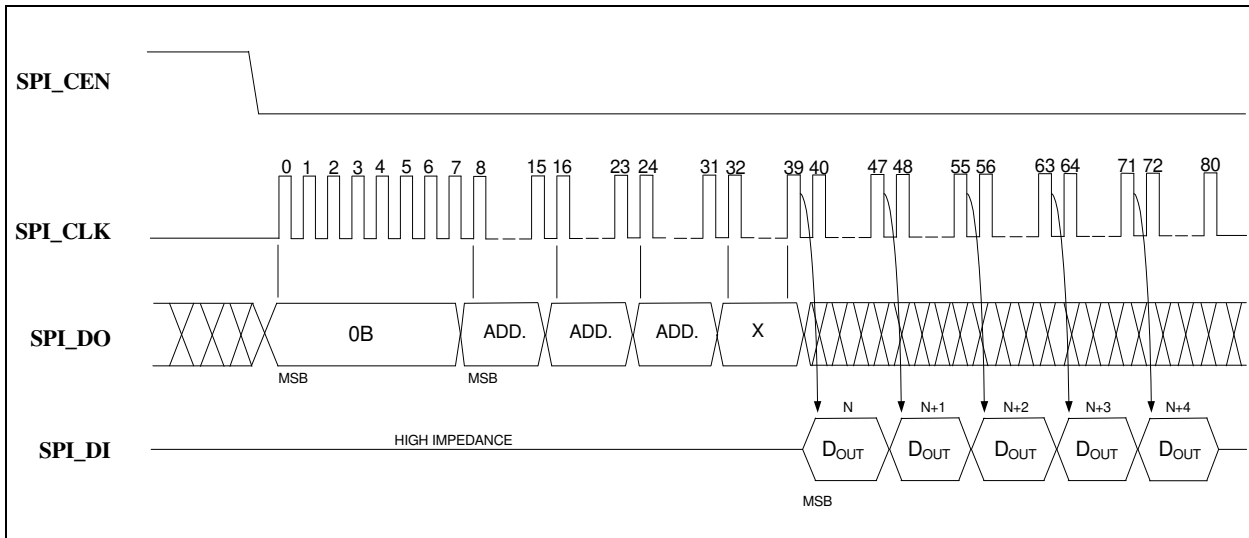 SPI_CEN
0 1 2 3 4 5 6 7 8 15 16 23 24 31 32 39 40 47 48 55 56 63 64 71 72 80
SPI_CLK
SPI_DO
0B ADD. ADD. ADD. X
MSB MSB
N N+1 N+2 N+3 N+4
SPI_DI
HIGH IMPEDANCE
DOUT DOUT DOUT DOUT DOUT
MSB